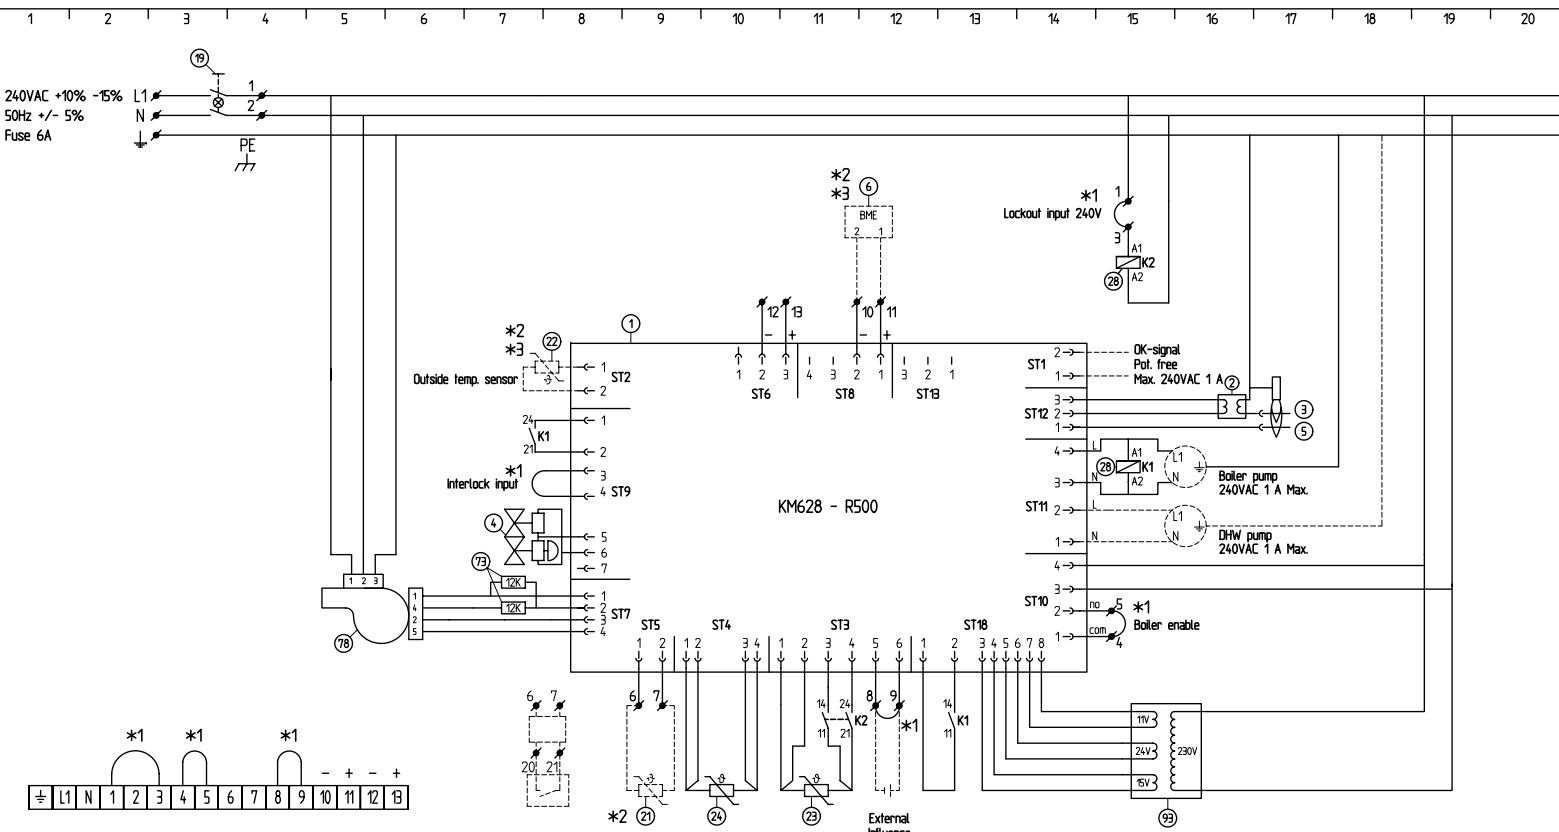 1 2 3 4 5 6 7 8 9 10 11 12 13 14 15 16 17 18 19 20
19
240VAC +10% -15% L1
1
50Hz +/- 5% N
2
Fuse 6A
PE
*2
*3
6
BME
2 1
*1
1
Lockout input 240V
3
A1
K2
28
A2
12 13 10 11
- + - +
1
*2
*3
22
Outside temp. sensor
1
ST2
2
1 2 3 4 3 2 1 3 2 1
ST6 ST8 ST13
2
OK-signal
ST1
Pot. free
1
Max. 240VAC 1 A
2
3
ST12 2
1
3
5
24
K1
21
1
2
*1
Interlock input
3
4 ST9
4
5
6
7
KM628 - R500
4
L
A1
28
K1
A2
3
N
L1
N
Boiler pump
240VAC 1 A Max.
ST11 2
L
L1
1
N
N
DHW pump
240VAC 1 A Max.
73
12K
12K
1 2 3
1
4
2
5
78
1
2 ST7
3
4
4
3
ST10
2
no
5
*1
Boiler enable
1
com
4
ST5 ST4 ST3 ST18
1 2 1 2 3 4 1 2 3 4 5 6 1 2 3 4 5 6 7 8
6 7
20 21
6 7
*2 21
24
14 24
K2
11 21
23
8 9
*1
External
Influence
14
K1
11
11V
24V
230V
15V
93
*1 *1 *1
- + - +
L1 N 1 2 3 4 5 6 7 8 9 10 11 12 13